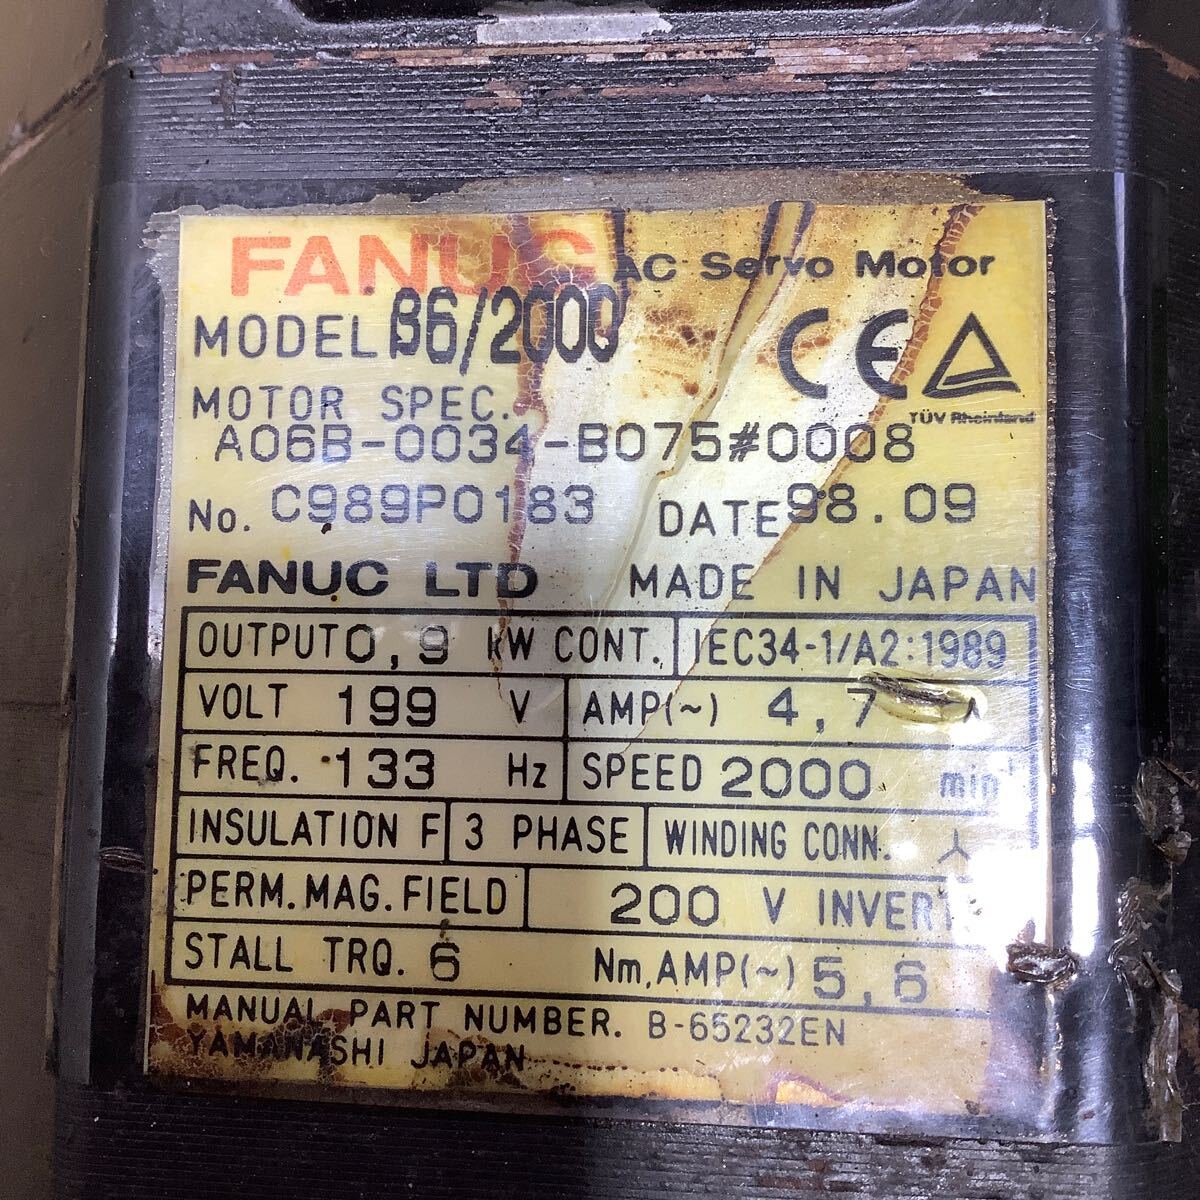 FANUC AC Servo Motor
MODEL β6/2000
CE
TÜV Rheinland
MOTOR SPEC.
A06B-0034-B075#0008
No. C989P0183 DATE 98.09
FANUC LTD MADE IN JAPAN
OUTPUT 0,9 kW CONT. IEC34-1/A2:1989
VOLT 199 V AMP(~) 4,7 A
FREQ. 133 Hz SPEED 2000 min⁻¹
INSULATION F 3 PHASE WINDING CONN.
PERM.MAG.FIELD 200 V
STALL TRQ. 6 Nm,AMP(~) 5,6
MANUAL PART NUMBER. B-65232EN
YAMANASHI JAPAN